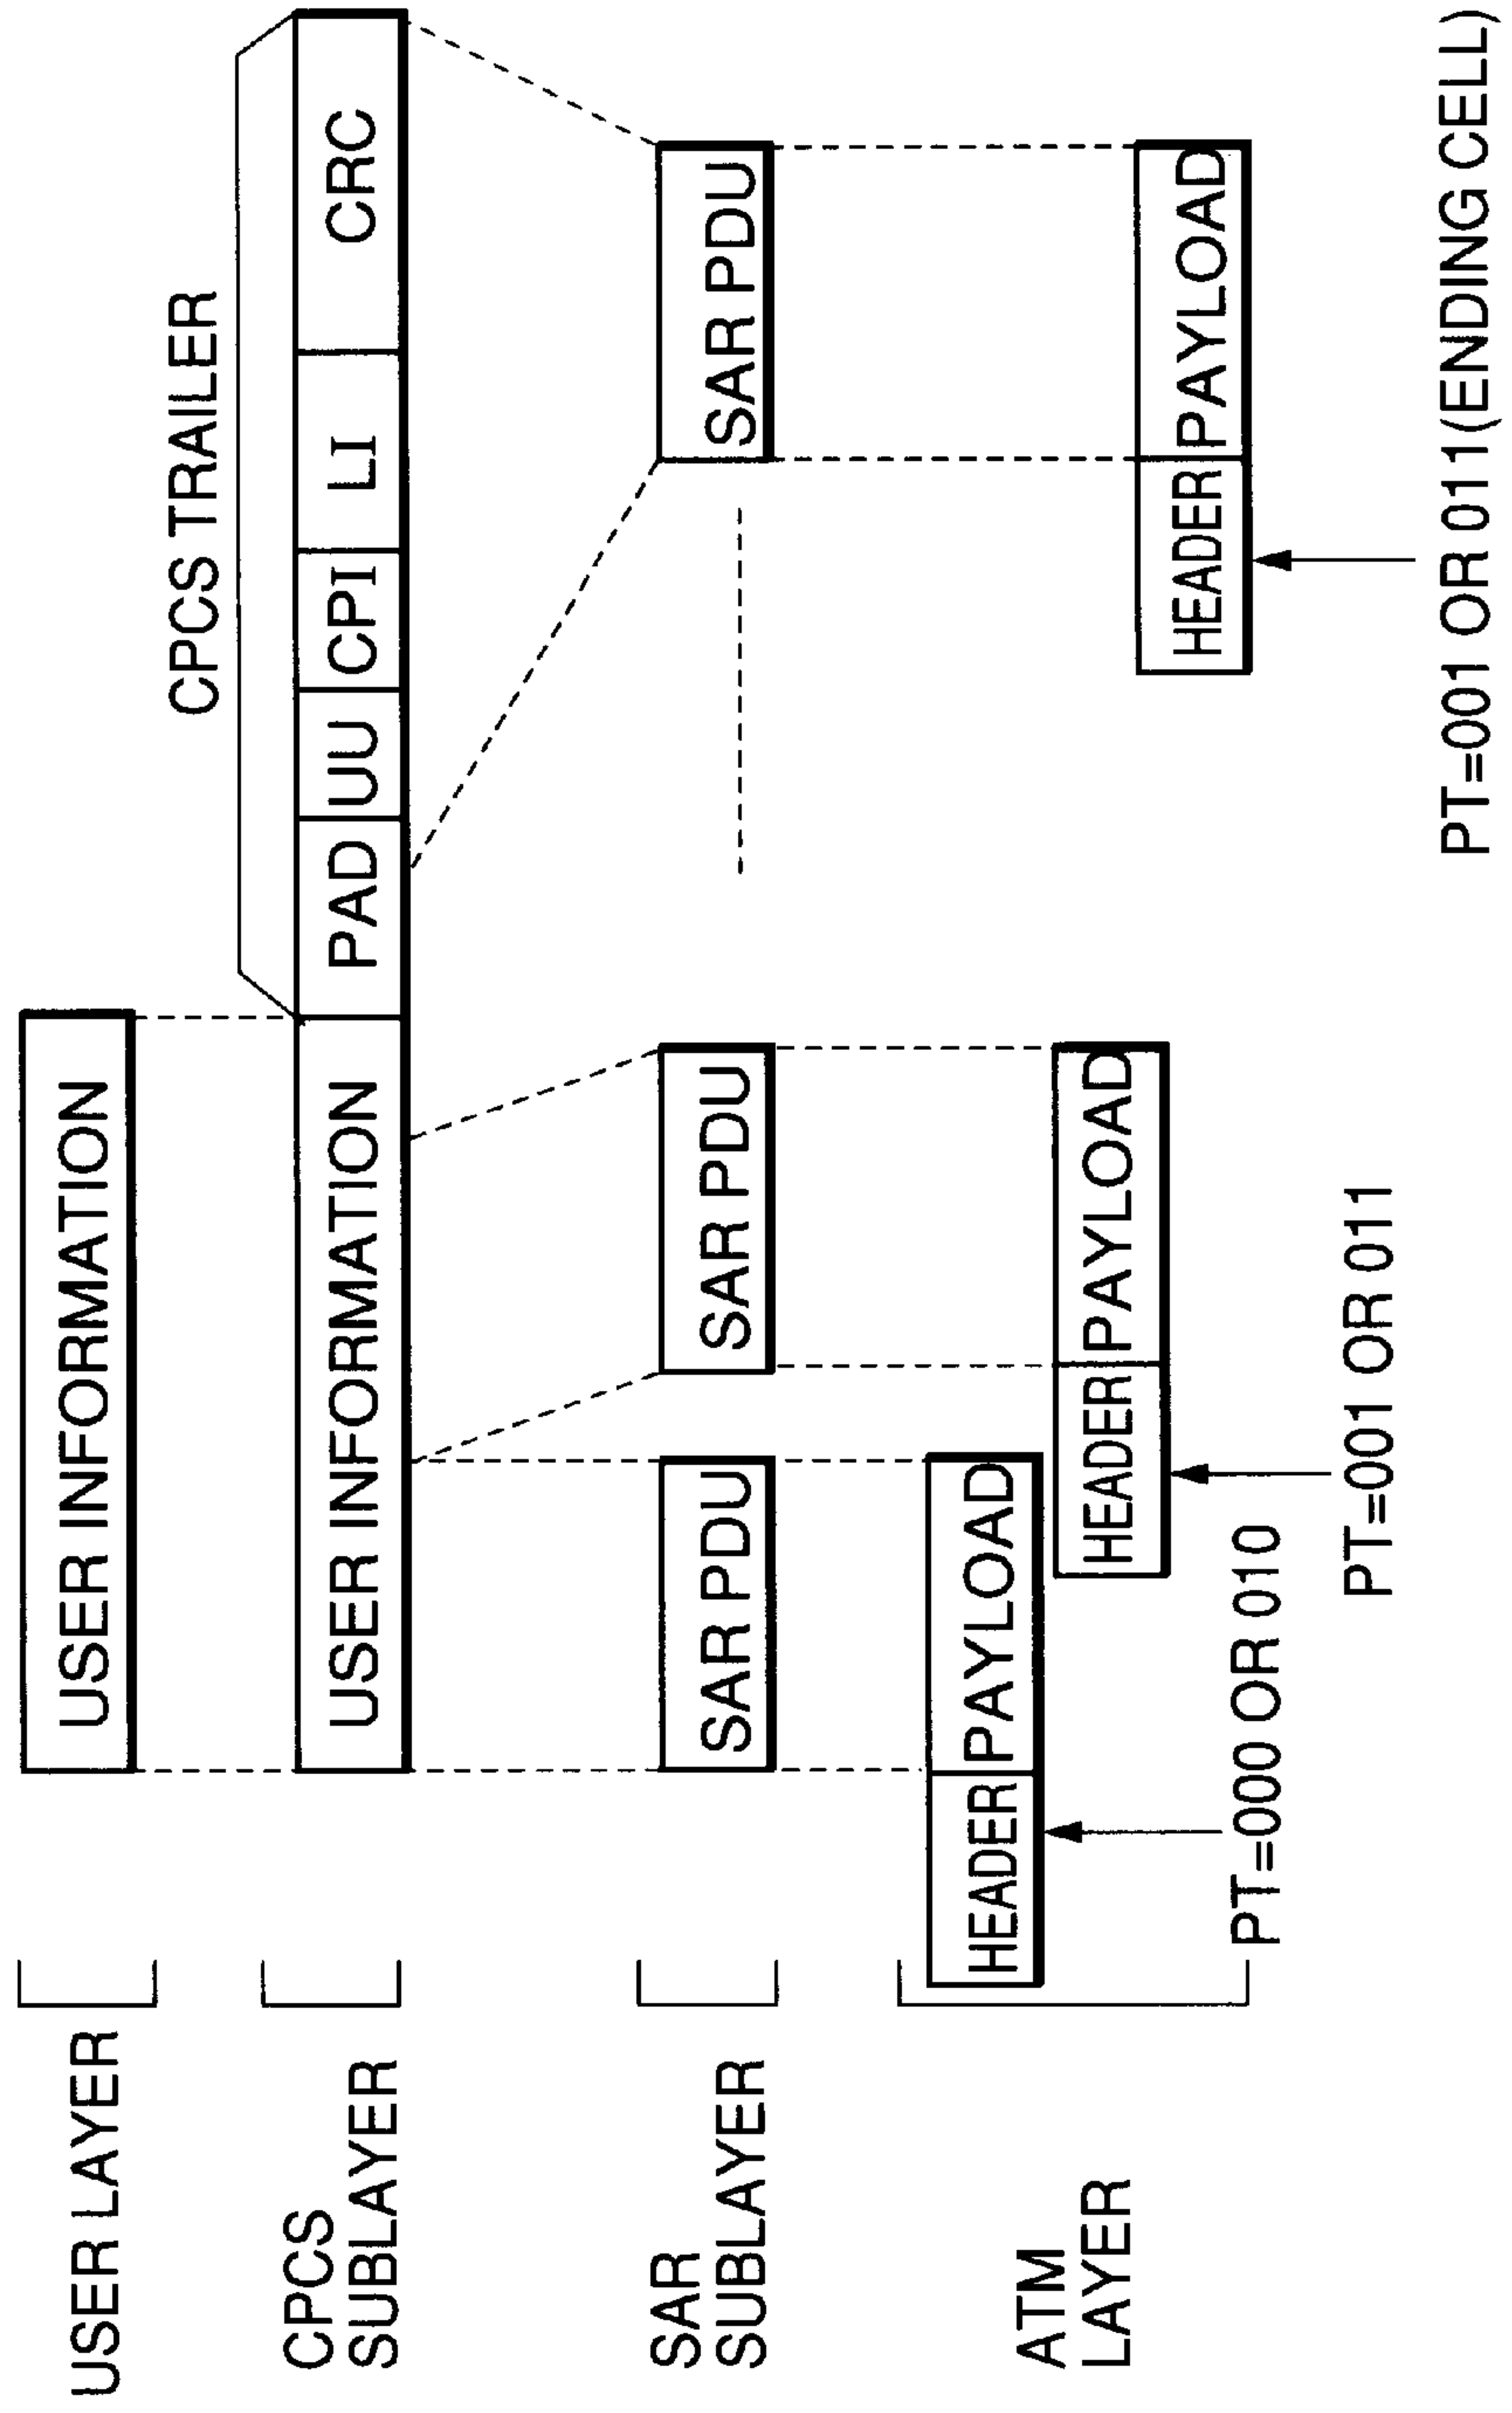 USER LAYER
USER INFORMATION
CPCS TRAILER
CPCS
SUBLAYER
USER INFORMATION
PAD
UU
CPI
LI
CRC
SAR
SUBLAYER
SAR PDU
SAR PDU
SAR PDU
ATM
LAYER
HEADER
PAYLOAD
HEADER
PAYLOAD
HEADER
PAYLOAD
PT=000 OR 010
PT=001 OR 011
PT=001 OR 011(ENDING CELL)